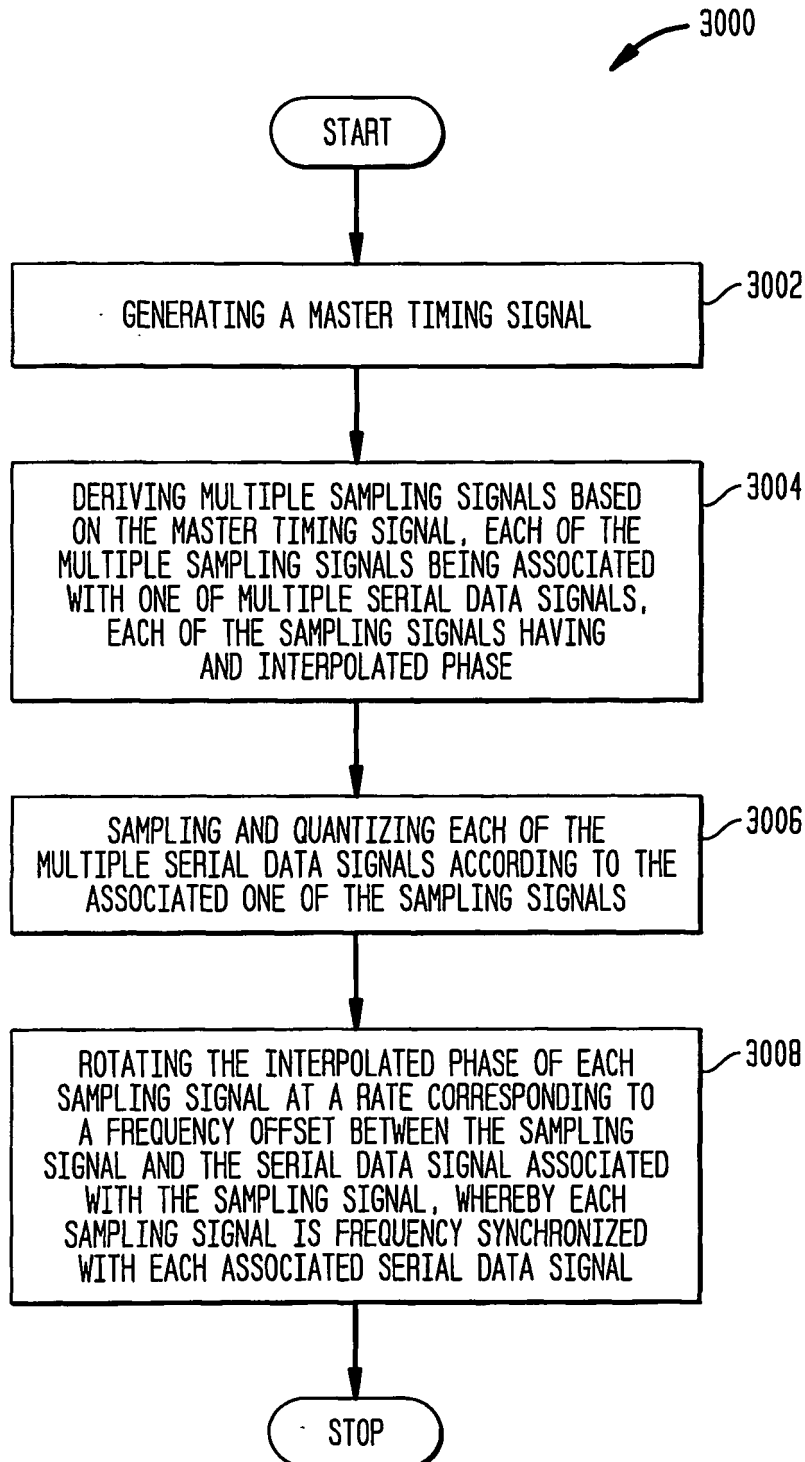 3000
START
GENERATING A MASTER TIMING SIGNAL
3002
DERIVING MULTIPLE SAMPLING SIGNALS BASED
ON THE MASTER TIMING SIGNAL, EACH OF THE
MULTIPLE SAMPLING SIGNALS BEING ASSOCIATED
WITH ONE OF MULTIPLE SERIAL DATA SIGNALS,
EACH OF THE SAMPLING SIGNALS HAVING
AND INTERPOLATED PHASE
3004
SAMPLING AND QUANTIZING EACH OF THE
MULTIPLE SERIAL DATA SIGNALS ACCORDING TO THE
ASSOCIATED ONE OF THE SAMPLING SIGNALS
3006
ROTATING THE INTERPOLATED PHASE OF EACH
SAMPLING SIGNAL AT A RATE CORRESPONDING TO
A FREQUENCY OFFSET BETWEEN THE SAMPLING
SIGNAL AND THE SERIAL DATA SIGNAL ASSOCIATED
WITH THE SAMPLING SIGNAL, WHEREBY EACH
SAMPLING SIGNAL IS FREQUENCY SYNCHRONIZED
WITH EACH ASSOCIATED SERIAL DATA SIGNAL
3008
STOP